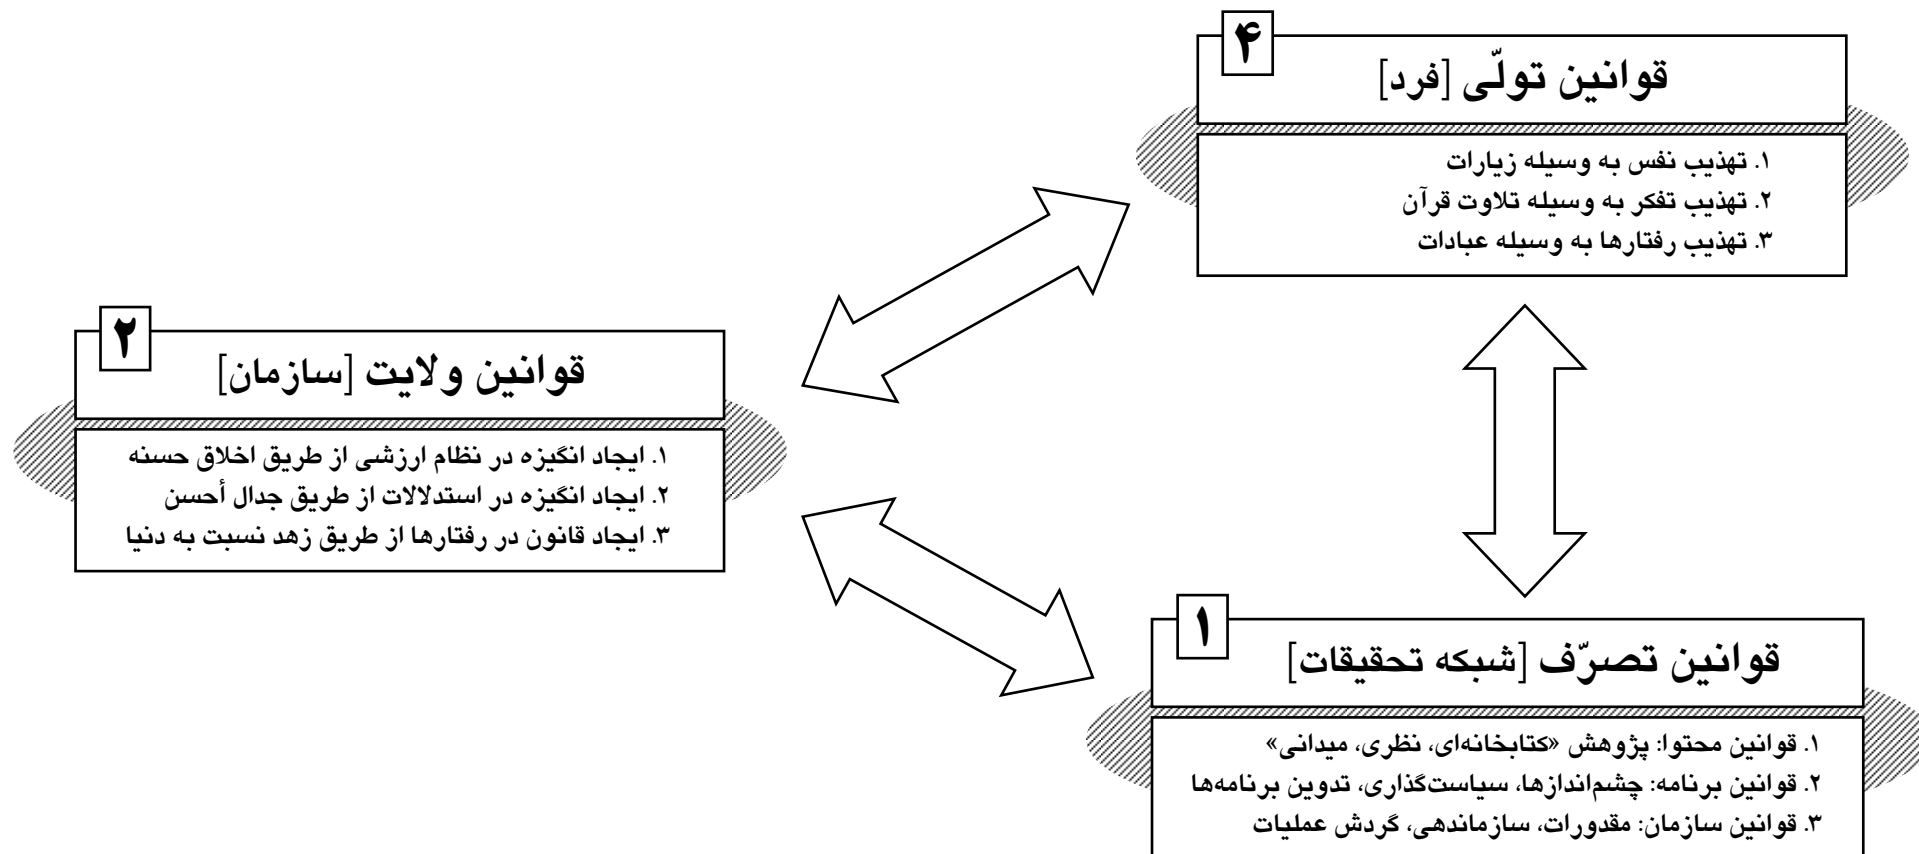 ۴
قوانین تولّی [فرد]
۱. تهذیب نفس به وسیله زیارات
۲. تهذیب تفکر به وسیله تلاوت قرآن
۳. تهذیب رفتارها به وسیله عبادات
۲
قوانین ولایت [سازمان]
۱. ایجاد انگیزه در نظام ارزشی از طریق اخلاق حسنه
۲. ایجاد انگیزه در استدلالات از طریق جدال أحسن
۳. ایجاد قانون در رفتارها از طریق زهد نسبت به دنیا
۱
قوانین تصرّف [شبکه تحقیقات]
۱. قوانین محتوا: پژوهش «کتابخانه‌ای، نظری، میدانی»
۲. قوانین برنامه: چشم‌اندازها، سیاست‌گذاری، تدوین برنامه‌ها
۳. قوانین سازمان: مقدورات، سازماندهی، گردش عملیات